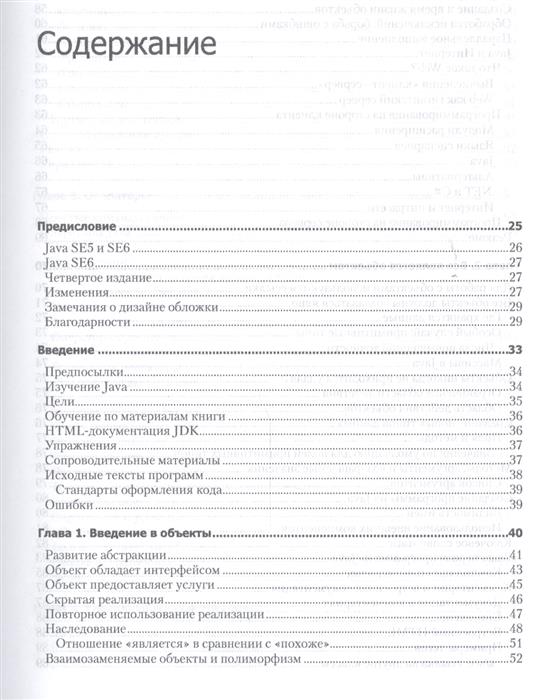 Содержание
Предисловие 25
Java SE5 и SE6 26
Java SE6 27
Четвертое издание 27
Изменения 27
Замечания о дизайне обложки 29
Благодарности 29
Введение 33
Предпосылки 34
Изучение Java 34
Цели 35
Обучение по материалам книги 36
HTML-документация JDK 36
Упражнения 37
Сопроводительные материалы 37
Исходные тексты программ 38
Стандарты оформления кода 39
Ошибки 39
Глава 1. Введение в объекты 40
Развитие абстракции 41
Объект обладает интерфейсом 43
Объект предоставляет услуги 45
Скрытая реализация 46
Повторное использование реализации 47
Наследование 48
Отношение «является» в сравнении с «похоже» 51
Взаимозаменяемые объекты и полиморфизм 52